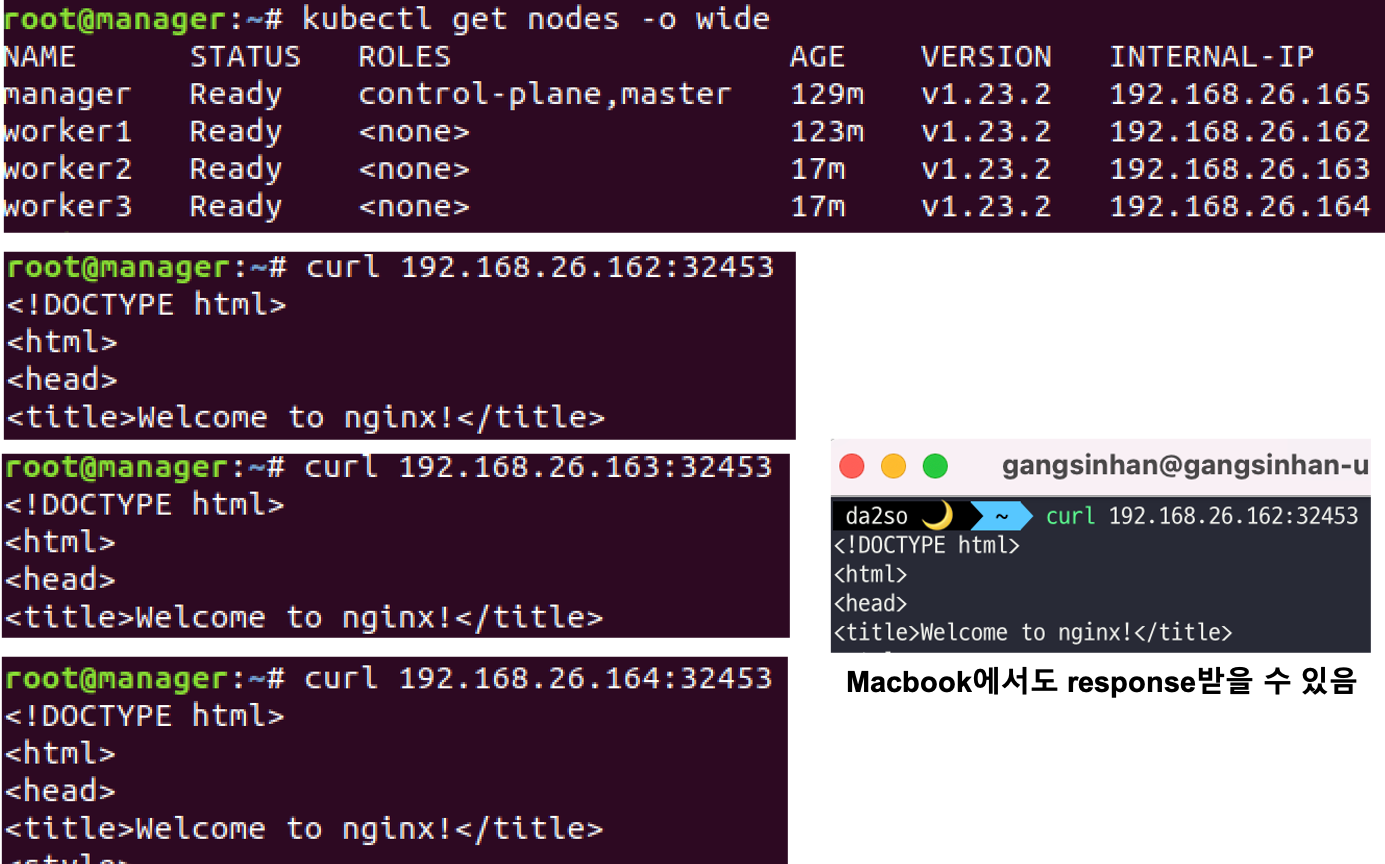 root@manager:~# kubectl get nodes -o wide
NAME STATUS ROLES AGE VERSION INTERNAL-IP
manager Ready control-plane,master 129m v1.23.2 192.168.26.165
worker1 Ready <none> 123m v1.23.2 192.168.26.162
worker2 Ready <none> 17m v1.23.2 192.168.26.163
worker3 Ready <none> 17m v1.23.2 192.168.26.164
root@manager:~# curl 192.168.26.162:32453
<!DOCTYPE html>
<html>
<head>
<title>Welcome to nginx!</title>
root@manager:~# curl 192.168.26.163:32453
<!DOCTYPE html>
<html>
<head>
<title>Welcome to nginx!</title>
root@manager:~# curl 192.168.26.164:32453
<!DOCTYPE html>
<html>
<head>
<title>Welcome to nginx!</title>
<style>
gangsinhan@gangsinhan-u
da2so 🌙 ~ curl 192.168.26.162:32453
<!DOCTYPE html>
<html>
<head>
<title>Welcome to nginx!</title>
Macbook에서도 response받을 수 있음